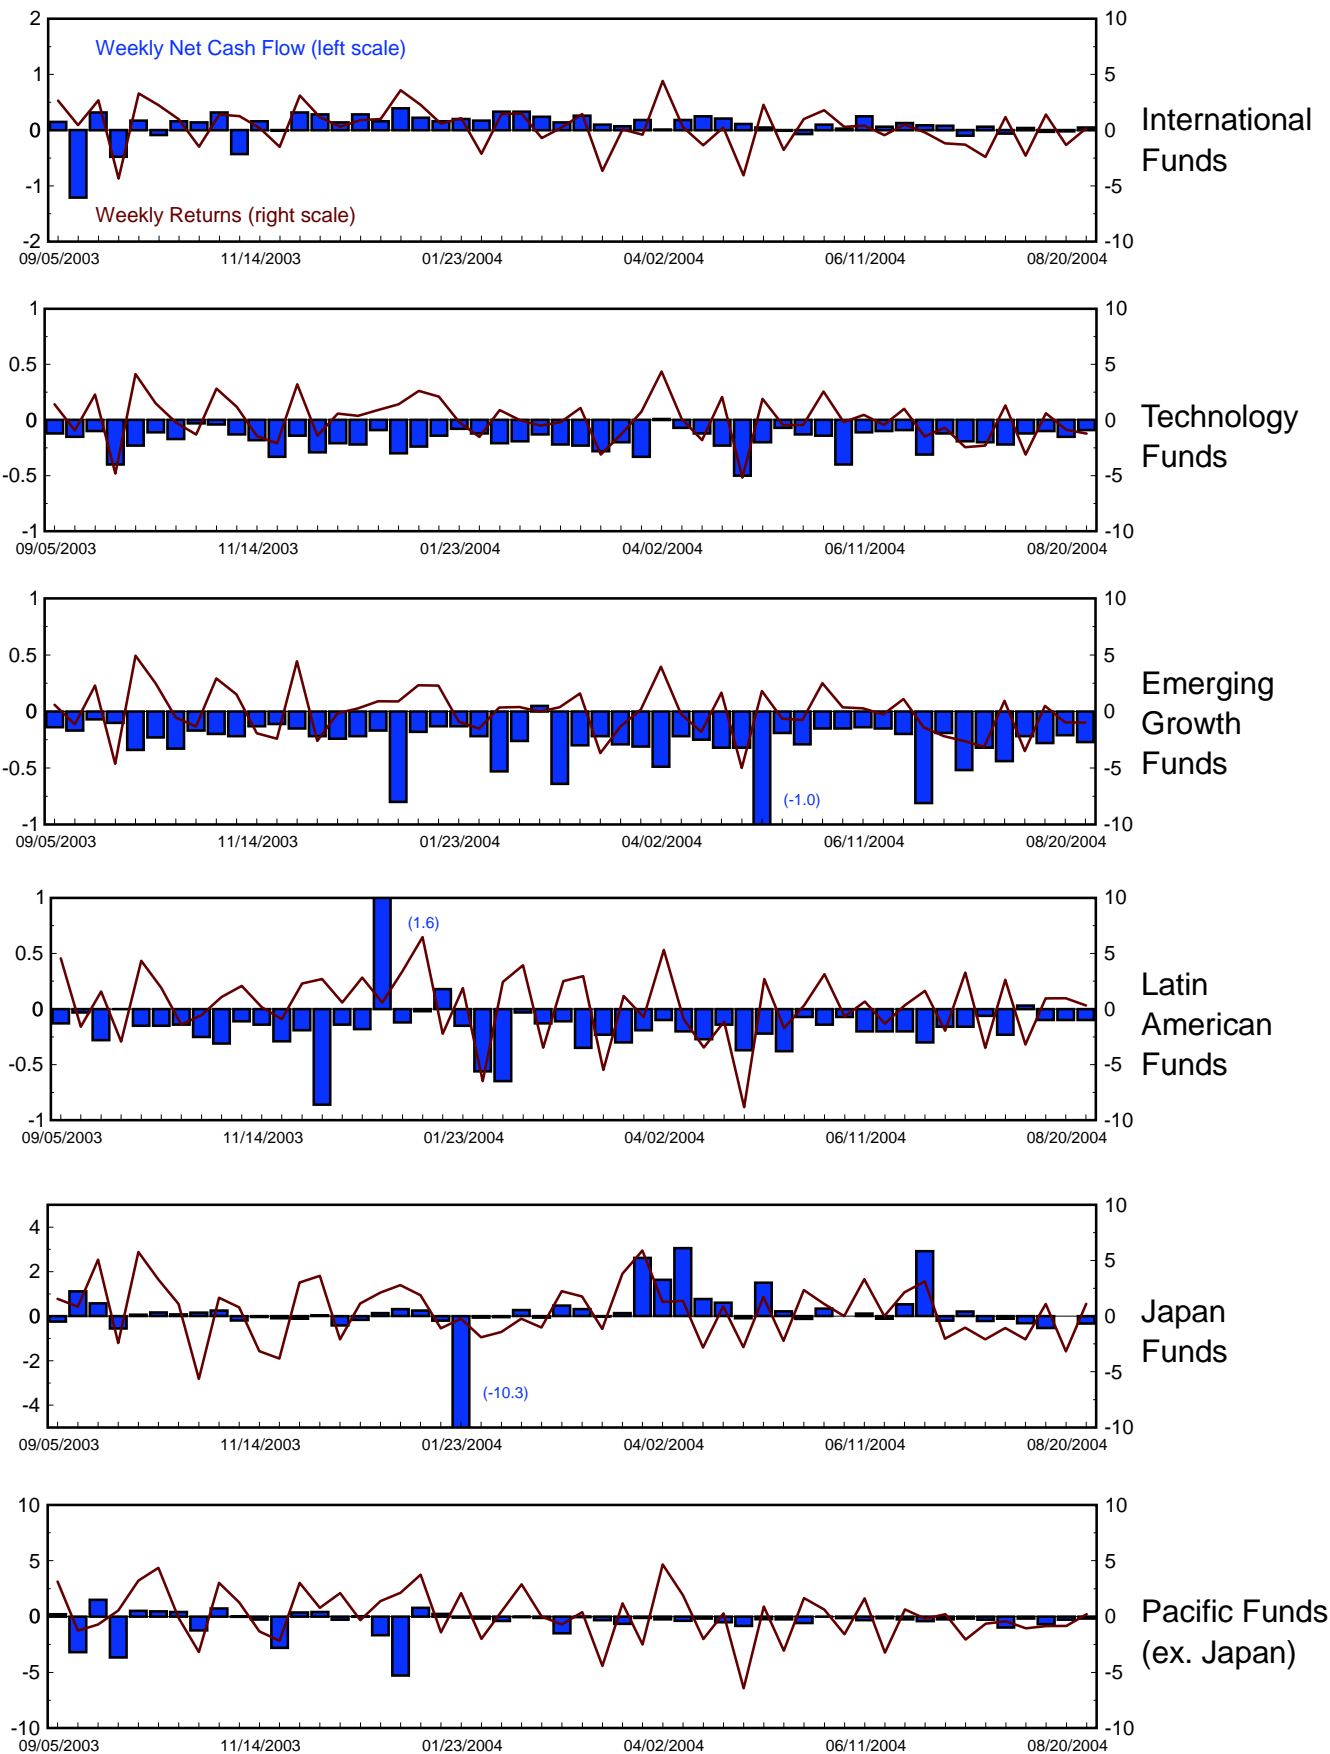 2
1
0
-1
-2
Weekly Net Cash Flow (left scale)
Weekly Returns (right scale)
10
5
0
-5
-10
09/05/2003 11/14/2003 01/23/2004 04/02/2004 06/11/2004 08/20/2004
International
Funds
1
0.5
0
-0.5
-1
10
5
0
-5
-10
09/05/2003 11/14/2003 01/23/2004 04/02/2004 06/11/2004 08/20/2004
Technology
Funds
1
0.5
0
-0.5
-1
(-1.0)
10
5
0
-5
-10
09/05/2003 11/14/2003 01/23/2004 04/02/2004 06/11/2004 08/20/2004
Emerging
Growth
Funds
1
0.5
0
-0.5
-1
(1.6)
10
5
0
-5
-10
09/05/2003 11/14/2003 01/23/2004 04/02/2004 06/11/2004 08/20/2004
Latin
American
Funds
4
2
0
-2
-4
(-10.3)
10
5
0
-5
-10
09/05/2003 11/14/2003 01/23/2004 04/02/2004 06/11/2004 08/20/2004
Japan
Funds
10
5
0
-5
-10
10
5
0
-5
-10
09/05/2003 11/14/2003 01/23/2004 04/02/2004 06/11/2004 08/20/2004
Pacific Funds
(ex. Japan)